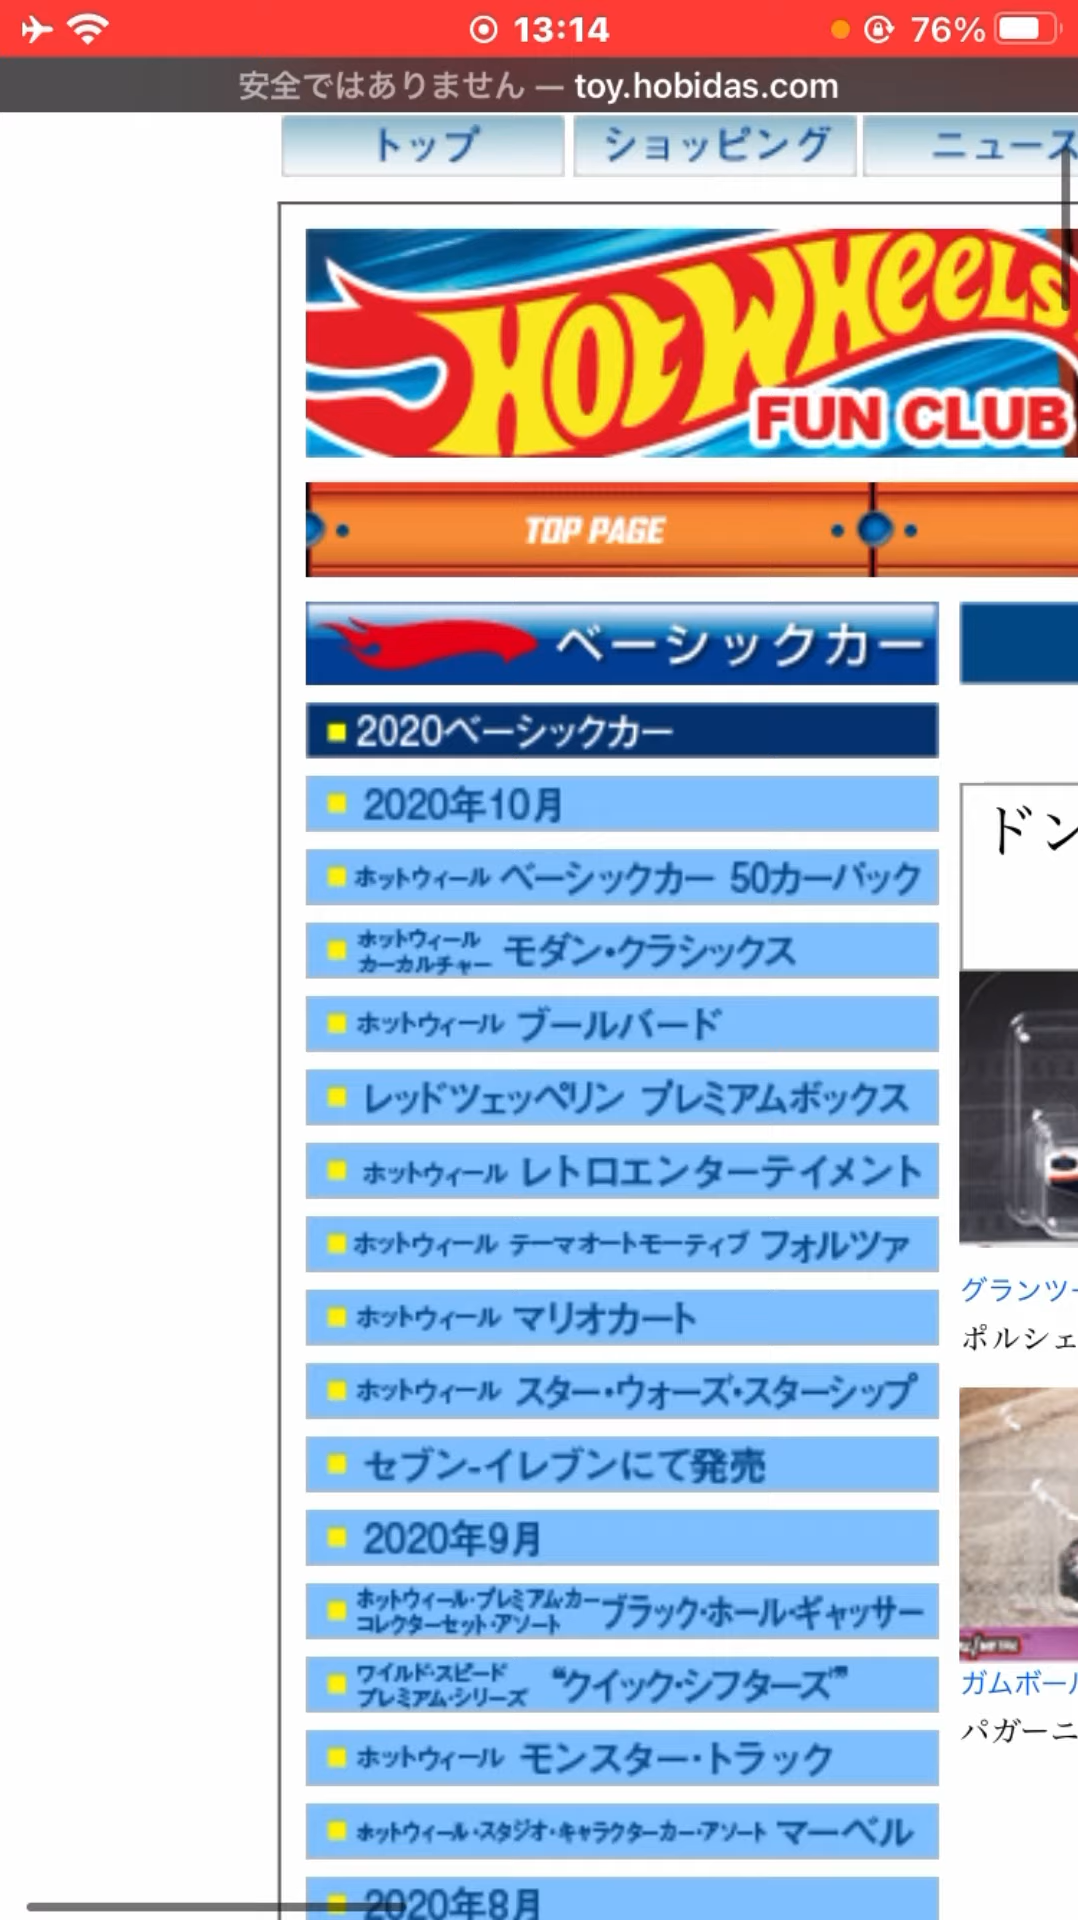 13:14
76%
安全ではありません — toy.hobidas.com
トップ ショッピング ニュース
HOT WHEELS
FUN CLUB
TOP PAGE
ベーシックカー
2020ベーシックカー
2020年10月
ドン
ホットウィール ベーシックカー 50カーパック
ホットウィール
カーカルチャー モダン・クラシックス
ホットウィール ブールバード
レッドツェッペリン プレミアムボックス
ホットウィール レトロエンターテイメント
ホットウィール テーマオートモーティブ フォルツァ
グランツ
ホットウィール マリオカート
ポルシェ
ホットウィール スター・ウォーズ・スターシップ
セブン-イレブンにて発売
2020年9月
ホットウィール・プレミアム・カー
コレクターセット・アソート ブラック・ホール・ギャッサー
ワイルド・スピード
プレミアム・シリーズ “クイック・シフターズ”
ガムボール
パガーニ
ホットウィール モンスター・トラック
ホットウィール・スタジオ・キャラクターカー・アソート マーベル
2020年8月